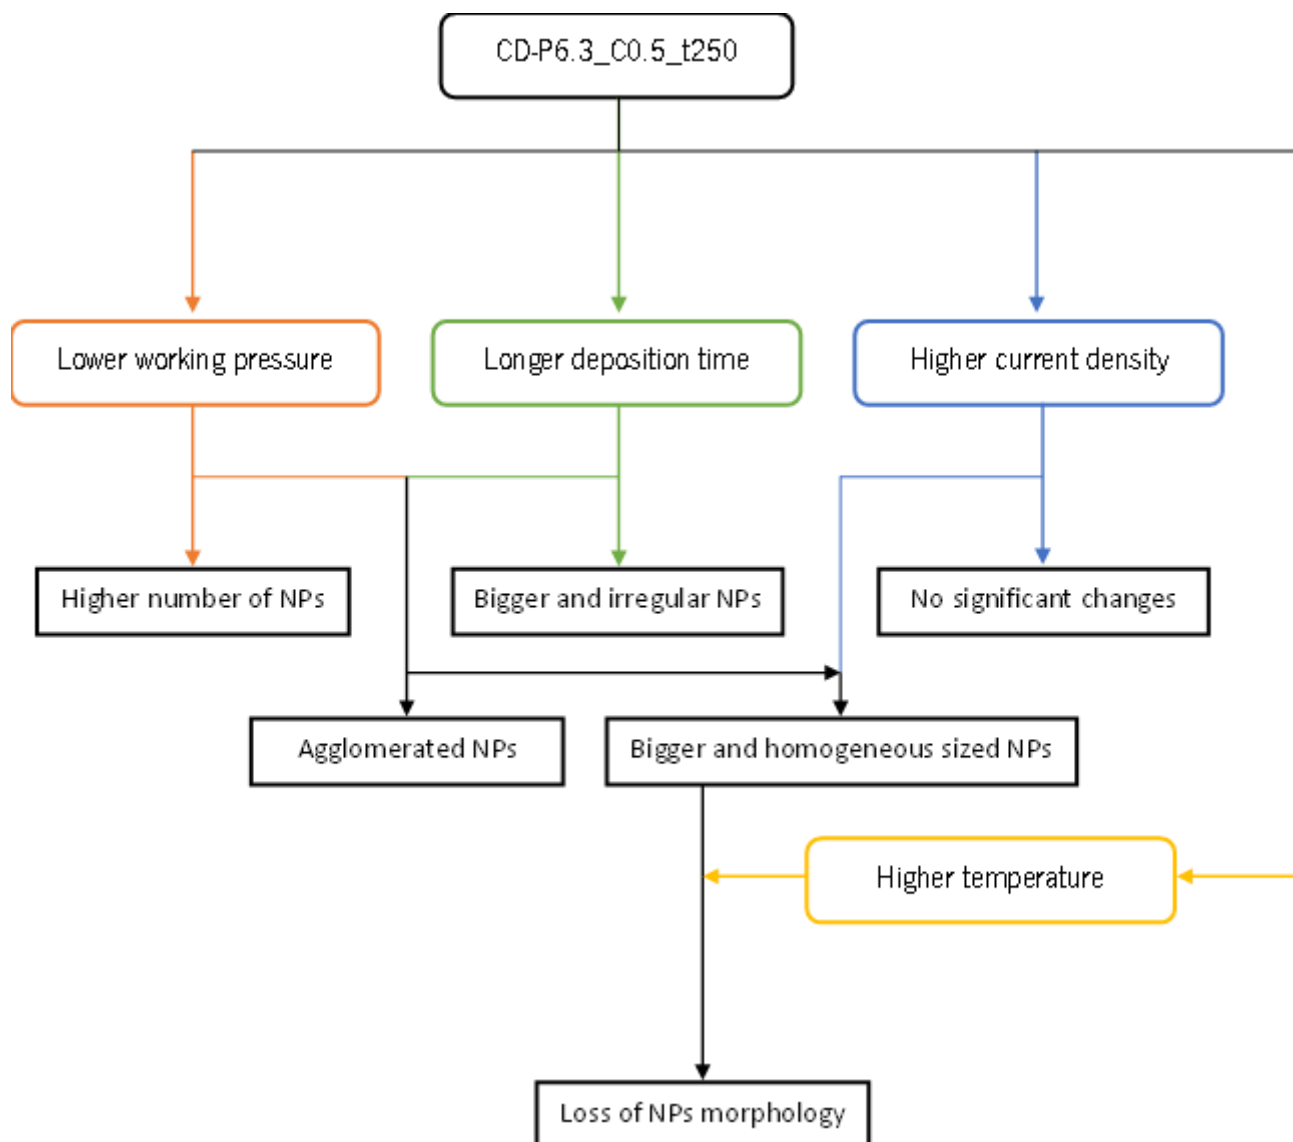 CD-P6.3_C0.5_t250
Lower working pressure
Longer deposition time
Higher current density
Higher number of NPs
Bigger and irregular NPs
No significant changes
Agglomerated NPs
Bigger and homogeneous sized NPs
Higher temperature
Loss of NPs morphology